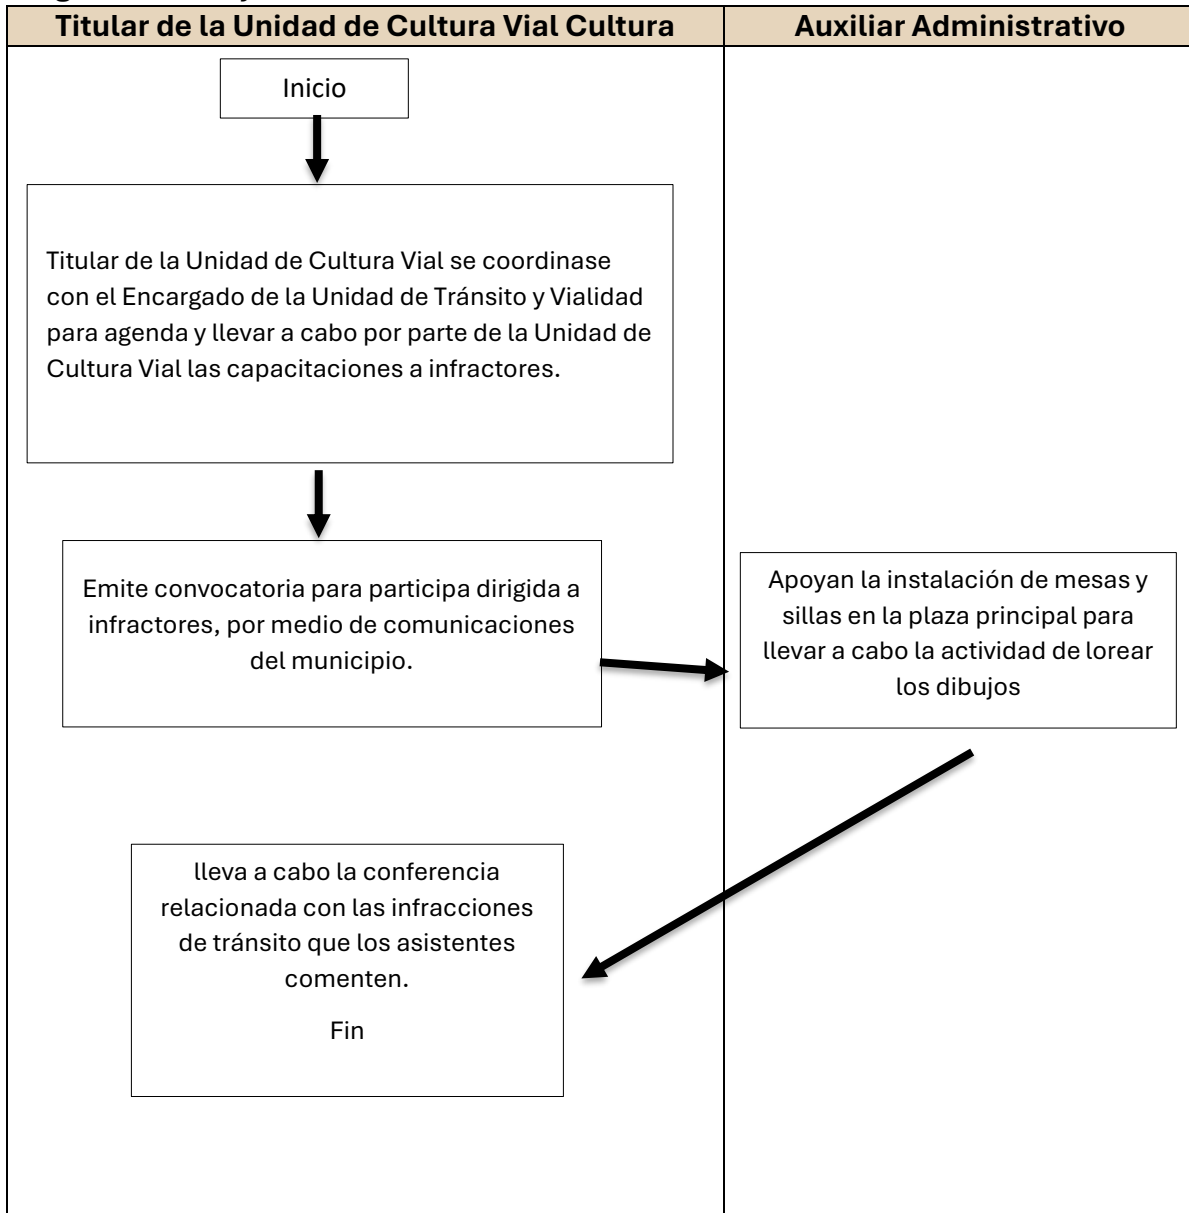 Titular de la Unidad de Cultura Vial Cultura
Auxiliar Administrativo
Inicio
Titular de la Unidad de Cultura Vial se coordinase
con el Encargado de la Unidad de Tránsito y Vialidad
para agenda y llevar a cabo por parte de la Unidad de
Cultura Vial las capacitaciones a infractores.
Emite convocatoria para participa dirigida a
infractores, por medio de comunicaciones
del municipio.
Apoyan la instalación de mesas y
sillas en la plaza principal para
llevar a cabo la actividad de lorear
los dibujos
lleva a cabo la conferencia
relacionada con las infracciones
de tránsito que los asistentes
comenten.
Fin